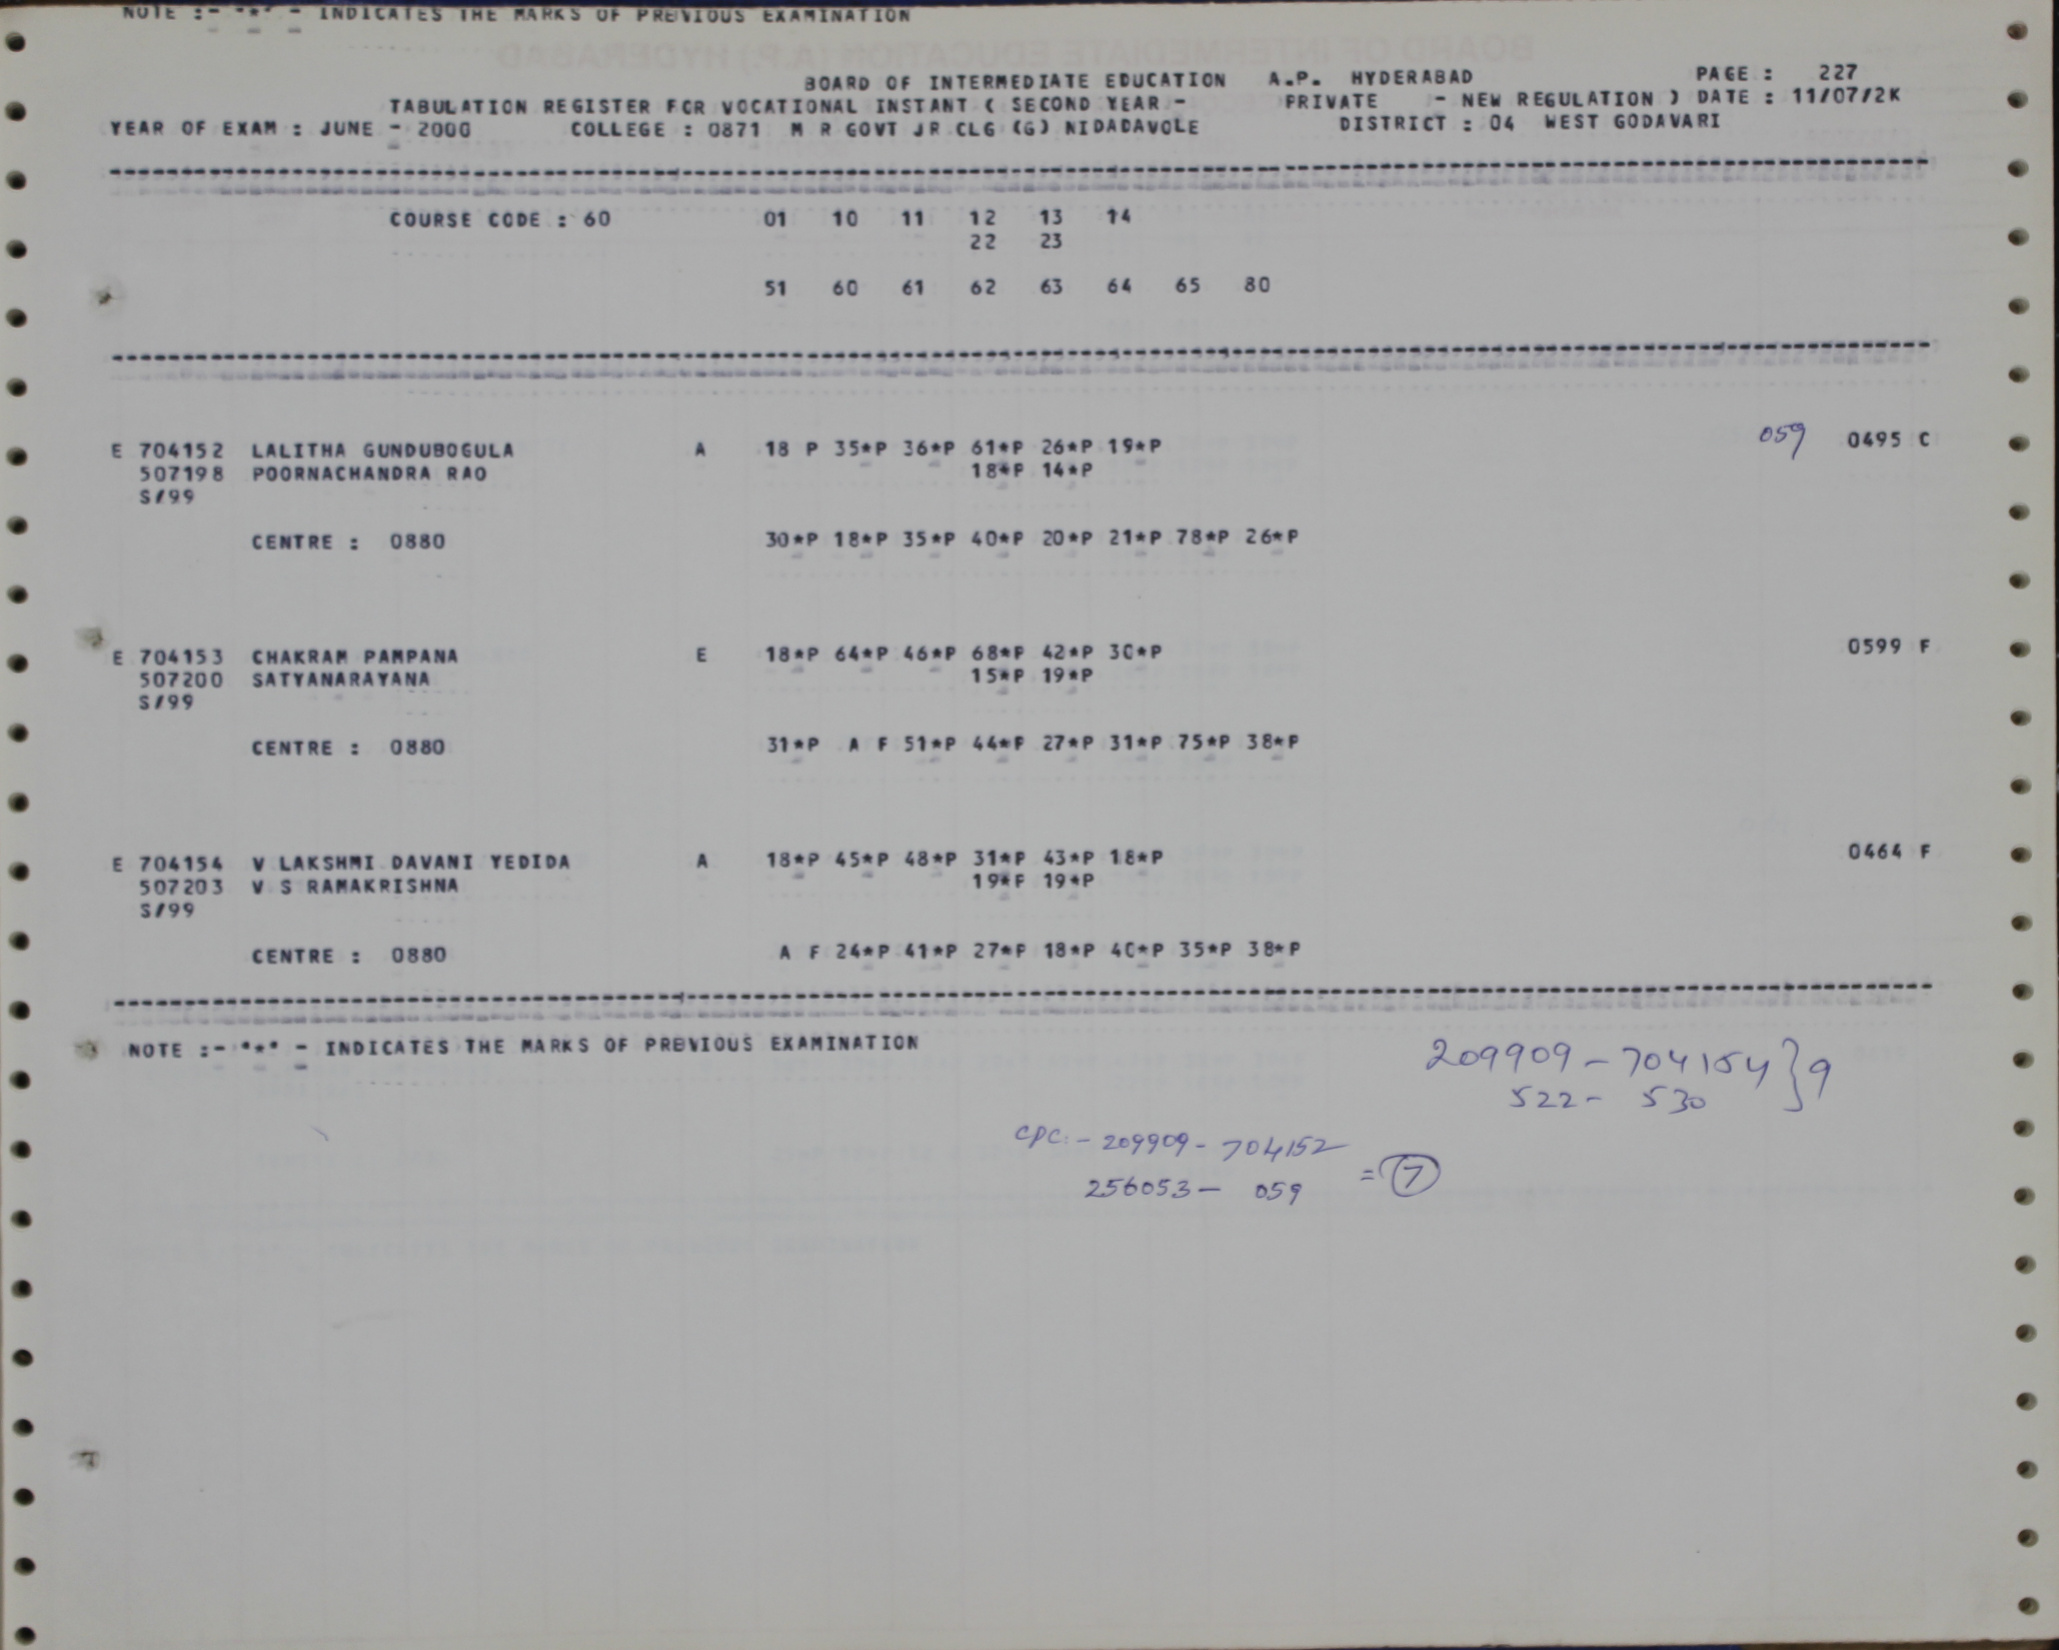 NOTE :- "*" - INDICATES THE MARKS OF PREVIOUS EXAMINATION
BOARD OF INTERMEDIATE EDUCATION A.P. HYDERABAD PAGE : 227
TABULATION REGISTER FOR VOCATIONAL INSTANT ( SECOND YEAR - PRIVATE - NEW REGULATION ) DATE : 11/07/2K
YEAR OF EXAM : JUNE - 2000 COLLEGE : 0871 M R GOVT JR CLG (G) NIDADAVOLE DISTRICT : 04 WEST GODAVARI
COURSE CODE : 60 01 10 11 12 13 14
22 23
51 60 61 62 63 64 65 80
E 704152 LALITHA GUNDUBOGULA A 18 P 35*P 36*P 61*P 26*P 19*P 059 0495 C
507198 POORNACHANDRA RAO 18*P 14*P
S/99
CENTRE : 0880 30*P 18*P 35*P 40*P 20*P 21*P 78*P 26*P
E 704153 CHAKRAM PAMPANA E 18*P 64*P 46*P 68*P 42*P 30*P 0599 F
507200 SATYANARAYANA 15*P 19*P
S/99
CENTRE : 0880 31*P A F 51*P 44*P 27*P 31*P 75*P 38*P
E 704154 V LAKSHMI DAVANI YEDIDA A 18*P 45*P 48*P 31*P 43*P 18*P 0464 F
507203 V S RAMAKRISHNA 19*P 19*P
S/99
CENTRE : 0880 A F 24*P 41*P 27*P 18*P 40*P 35*P 38*P
NOTE :- "*" - INDICATES THE MARKS OF PREVIOUS EXAMINATION
209909 - 704154 } 9
522 - 530
CPC :- 209909 - 704152
256053 - 059 = 7